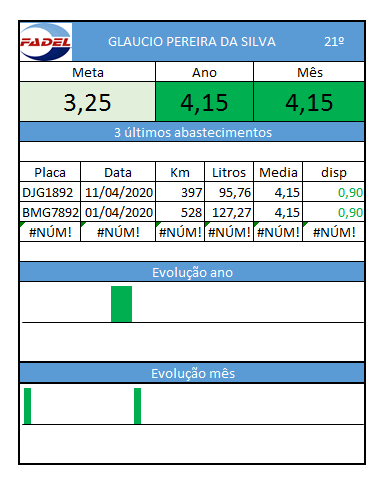 FADEL
GLAUCIO PEREIRA DA SILVA 21º
Meta Ano Mês
3,25 4,15 4,15
3 últimos abastecimentos
Placa Data Km Litros Media disp
DJG1892 11/04/2020 397 95,76 4,15 0,90
BMG7892 01/04/2020 528 127,27 4,15 0,90
#NÚM! #NÚM! #NÚM! #NÚM! #NÚM! #NÚM!
Evolução ano
Evolução mês